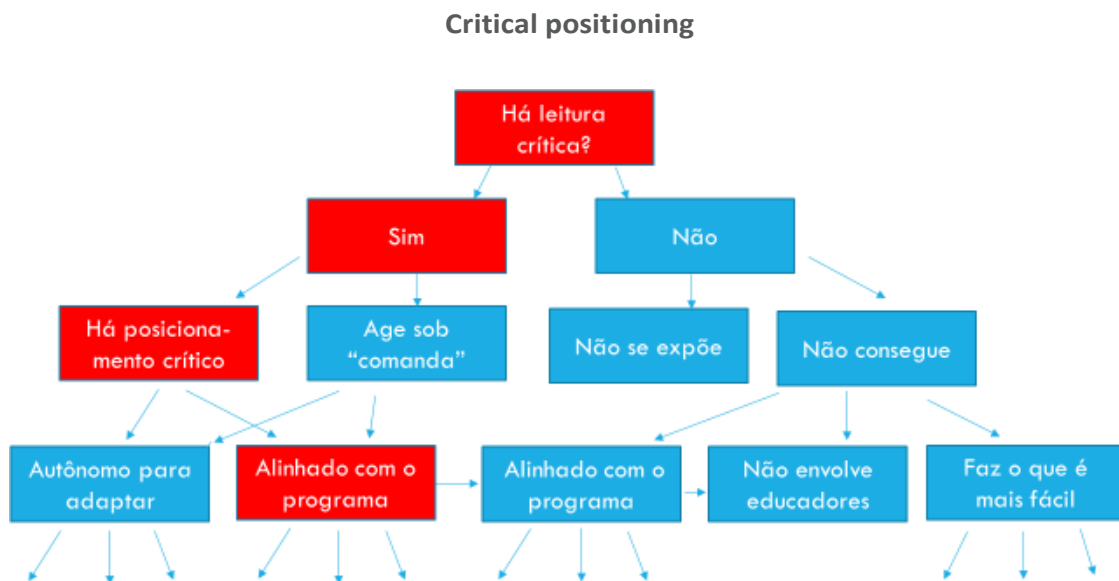 Critical positioning
Há leitura
crítica?
Sim
Não
Há posiciona-
mento crítico
Age sob
“comanda”
Não se expõe
Não consegue
Autônomo para
adaptar
Alinhado com o
programa
Alinhado com o
programa
Não envolve
educadores
Faz o que é
mais fácil